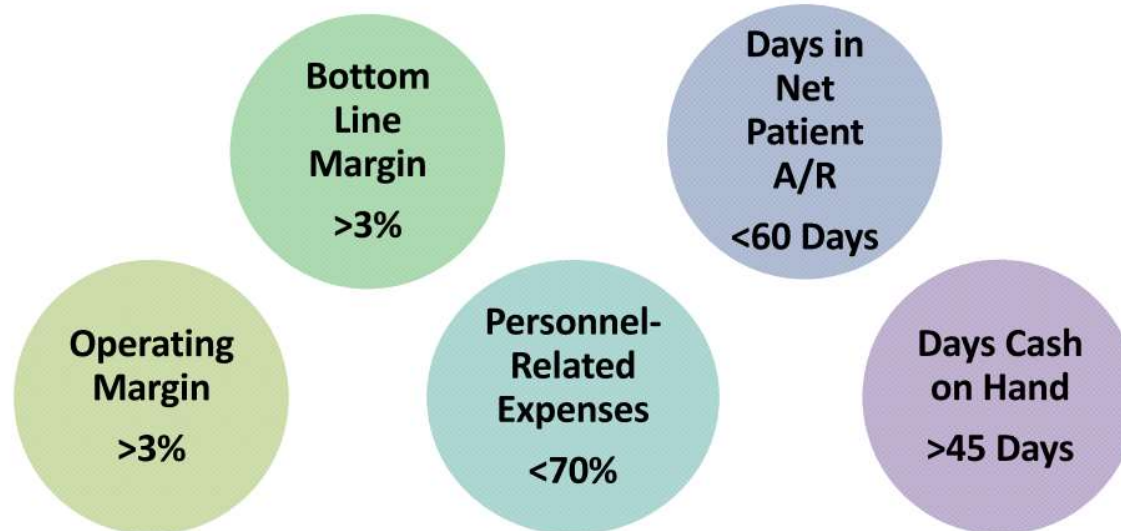 Bottom
Line
Margin
>3%
Days in
Net
Patient
A/R
<60 Days
Operating
Margin
>3%
Personnel-
Related
Expenses
<70%
Days Cash
on Hand
>45 Days